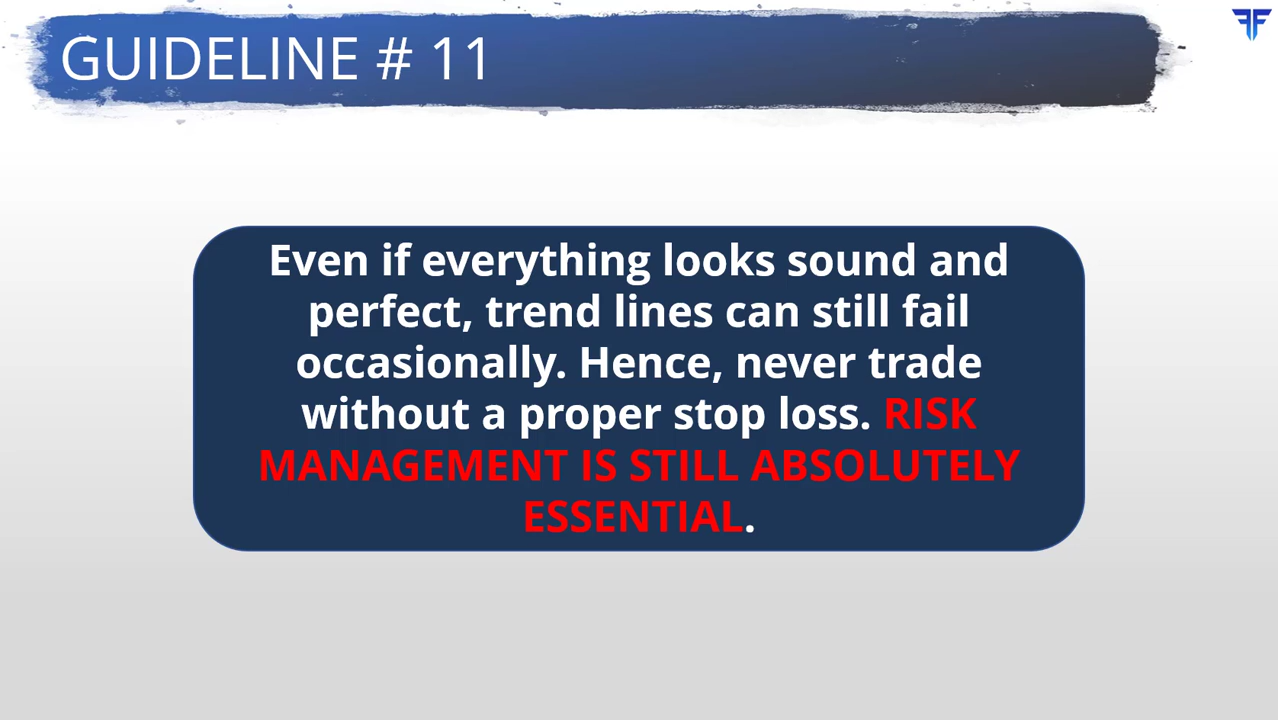 GUIDELINE # 11
Even if everything looks sound and
perfect, trend lines can still fail
occasionally. Hence, never trade
without a proper stop loss. RISK
MANAGEMENT IS STILL ABSOLUTELY
ESSENTIAL.